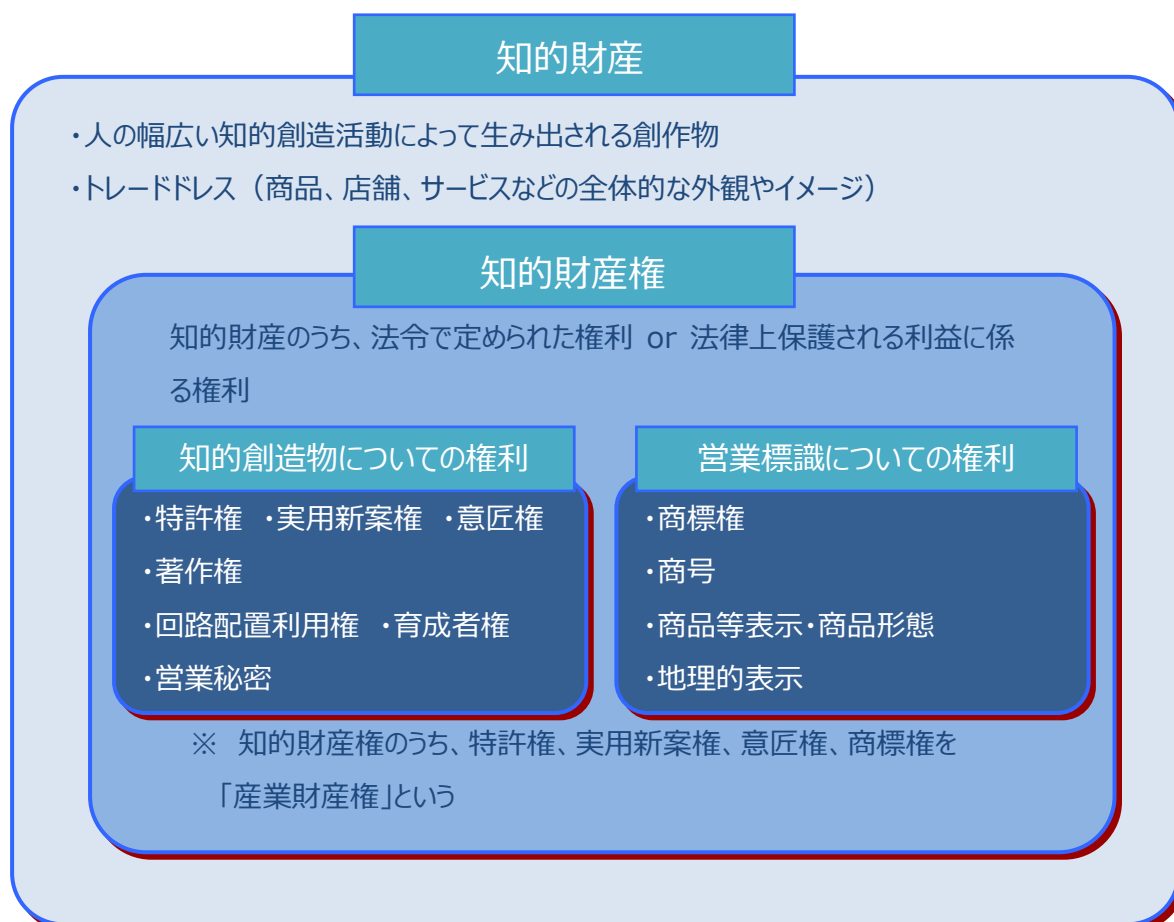 知的財産
・人の幅広い知的創造活動によって生み出される創作物
・トレードドレス（商品、店舗、サービスなどの全体的な外観やイメージ）
知的財産権
知的財産のうち、法令で定められた権利 or 法律上保護される利益に係
る権利
知的創造物についての権利
・特許権 ・実用新案権 ・意匠権
・著作権
・回路配置利用権 ・育成者権
・営業秘密
営業標識についての権利
・商標権
・商号
・商品等表示・商品形態
・地理的表示
※ 知的財産権のうち、特許権、実用新案権、意匠権、商標権を
「産業財産権」という